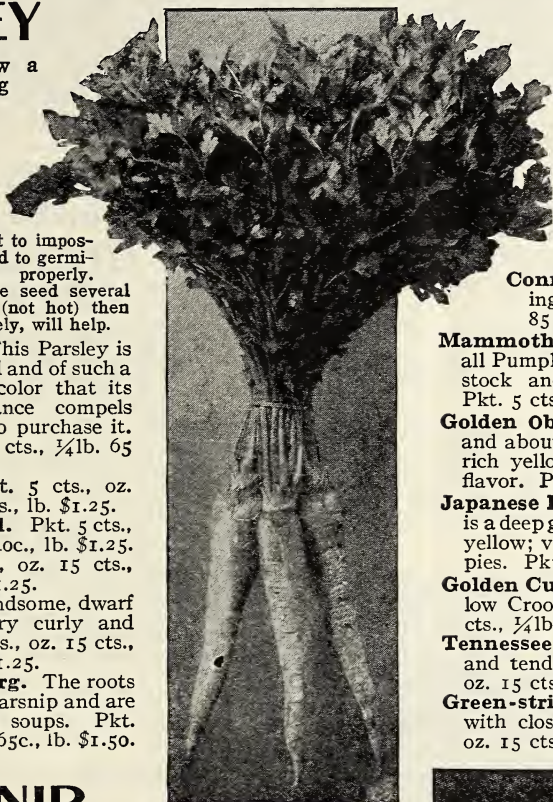 EY
w a
g
t to impos-
d to germi-
properly.
e seed several
(not hot) then
ely, will help.
This Parsley is
l and of such a
color that its
ance compels
o purchase it.
cts., ¼lb. 65
t. 5 cts., oz.
s., lb. $1.25.
l. Pkt. 5 cts.,
oc., lb. $1.25.
, oz. 15 cts.,
.25.
ndsome, dwarf
ry curly and
s., oz. 15 cts.,
.25.
rg. The roots
arsnip and are
soups. Pkt.
65c., lb. $1.50.
NIP
Conn
ing
85
Mammoth
all Pumpk
stock an
Pkt. 5 cts
Golden Ob
and about
rich yello
flavor. P
Japanese
is a deep g
yellow; v
pies. Pk
Golden Cu
low Croo
cts., ¼lb
Tennessee
and tend
oz. 15 cts
Green-stri
with clos
oz. 15 cts